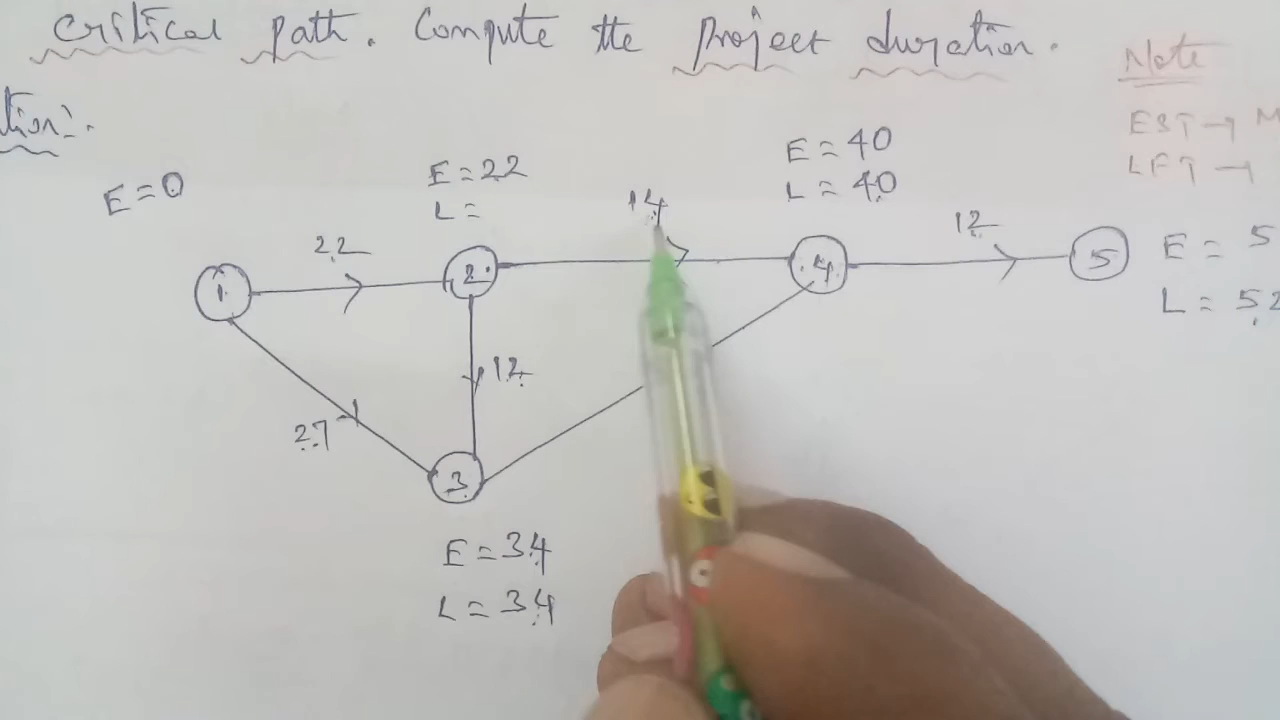 Critical path. Compute the project duration.
Note
tion:.
EST → M
LFT →
E = 0
E = 22
L =
E = 40
L = 40
22
14
12
1
2
4
5
E = 5
L = 52
12
27
3
E = 34
L = 34